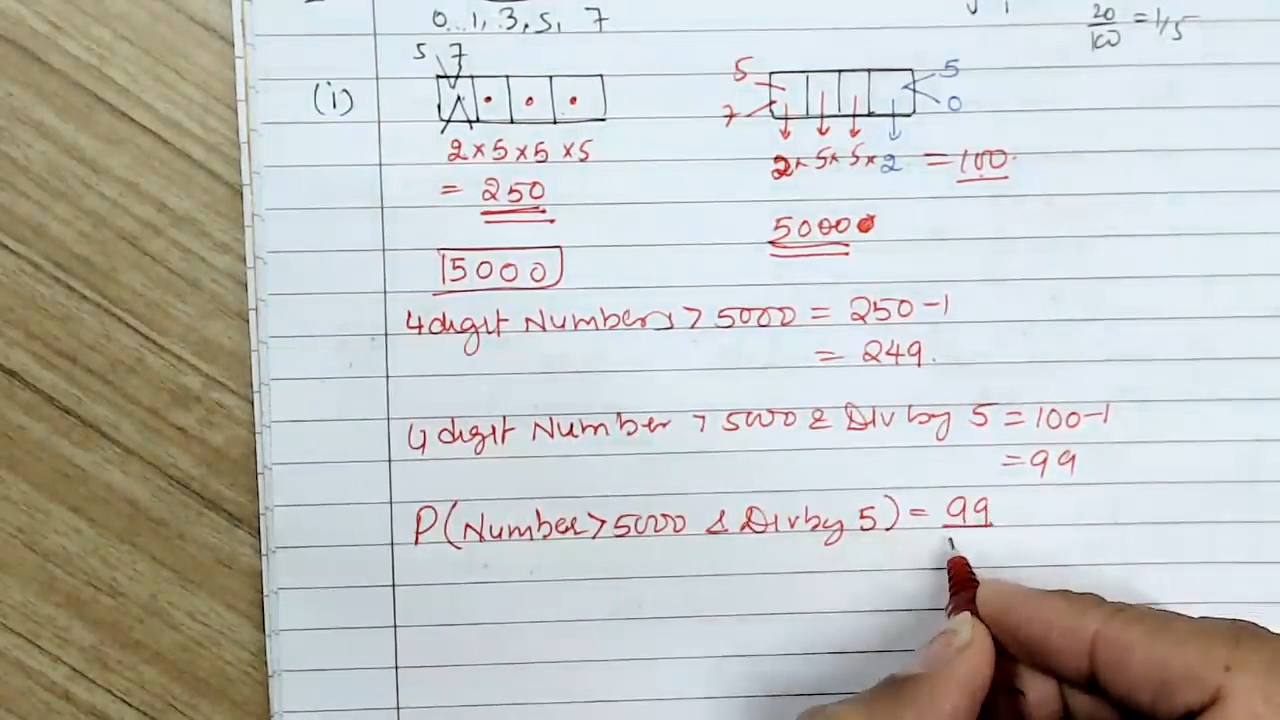 0...1, 3, 5, 7
20/100 = 1/5
5 7
(i)
2×5×5×5
= 250
5000
5
7
5
0
2×5×5×2 = 100
5000
4digit Numbers > 5000 = 250-1
= 249.
4 digit Number > 5000 & Div by 5 = 100-1
= 99
P(Number > 5000 & Div by 5) = 99